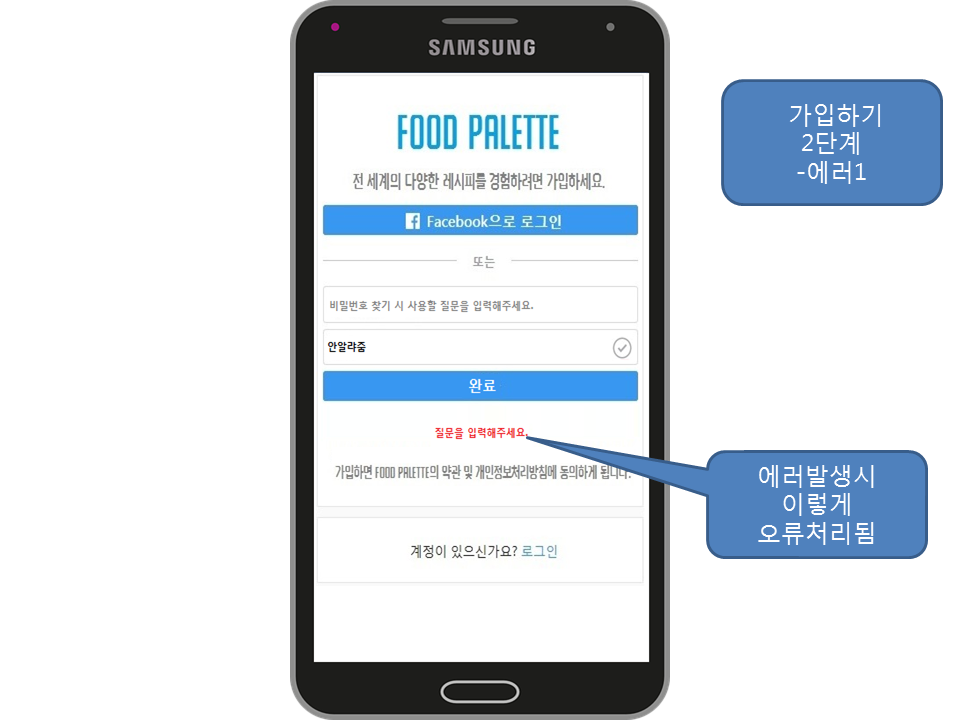 SAMSUNG
FOOD PALETTE
전 세계의 다양한 레시피를 경험하려면 가입하세요.
Facebook으로 로그인
또는
비밀번호 찾기 시 사용할 질문을 입력해주세요.
안알랴줌
완료
질문을 입력해주세요.
가입하면 FOOD PALETTE의 약관 및 개인정보처리방침에 동의하게 됩니다.
계정이 있으신가요? 로그인
가입하기
2단계
-에러1
에러발생시
이렇게
오류처리됨